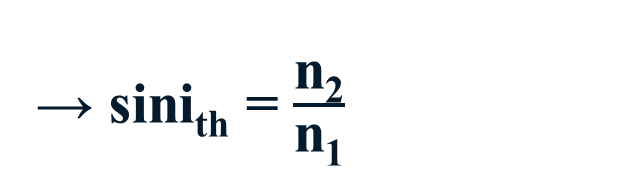 → sini_th = n_2/n_1